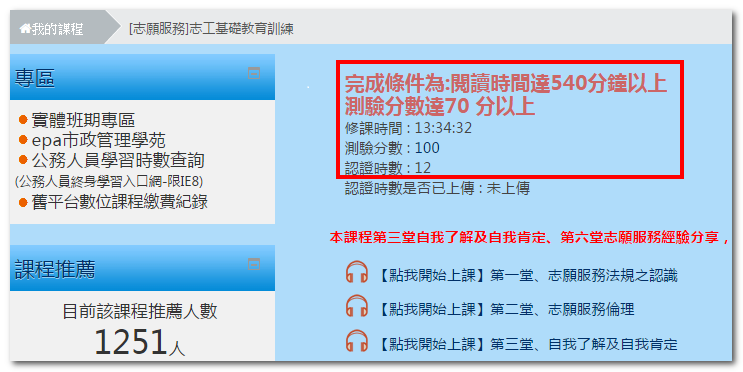 我的課程
[志願服務]志工基礎教育訓練
專區
實體班期專區
epa市政管理學苑
公務人員學習時數查詢
(公務人員終身學習入口網-限IE8)
舊平台數位課程繳費紀錄
課程推薦
目前該課程推薦人數
1251人
完成條件為:閱讀時間達540分鐘以上
測驗分數達70 分以上
修課時間 : 13:34:32
測驗分數 : 100
認證時數 : 12
認證時數是否已上傳 : 未上傳
本課程第三堂自我了解及自我肯定、第六堂志願服務經驗分享，
【點我開始上課】第一堂、志願服務法規之認識
【點我開始上課】第二堂、志願服務倫理
【點我開始上課】第三堂、自我了解及自我肯定